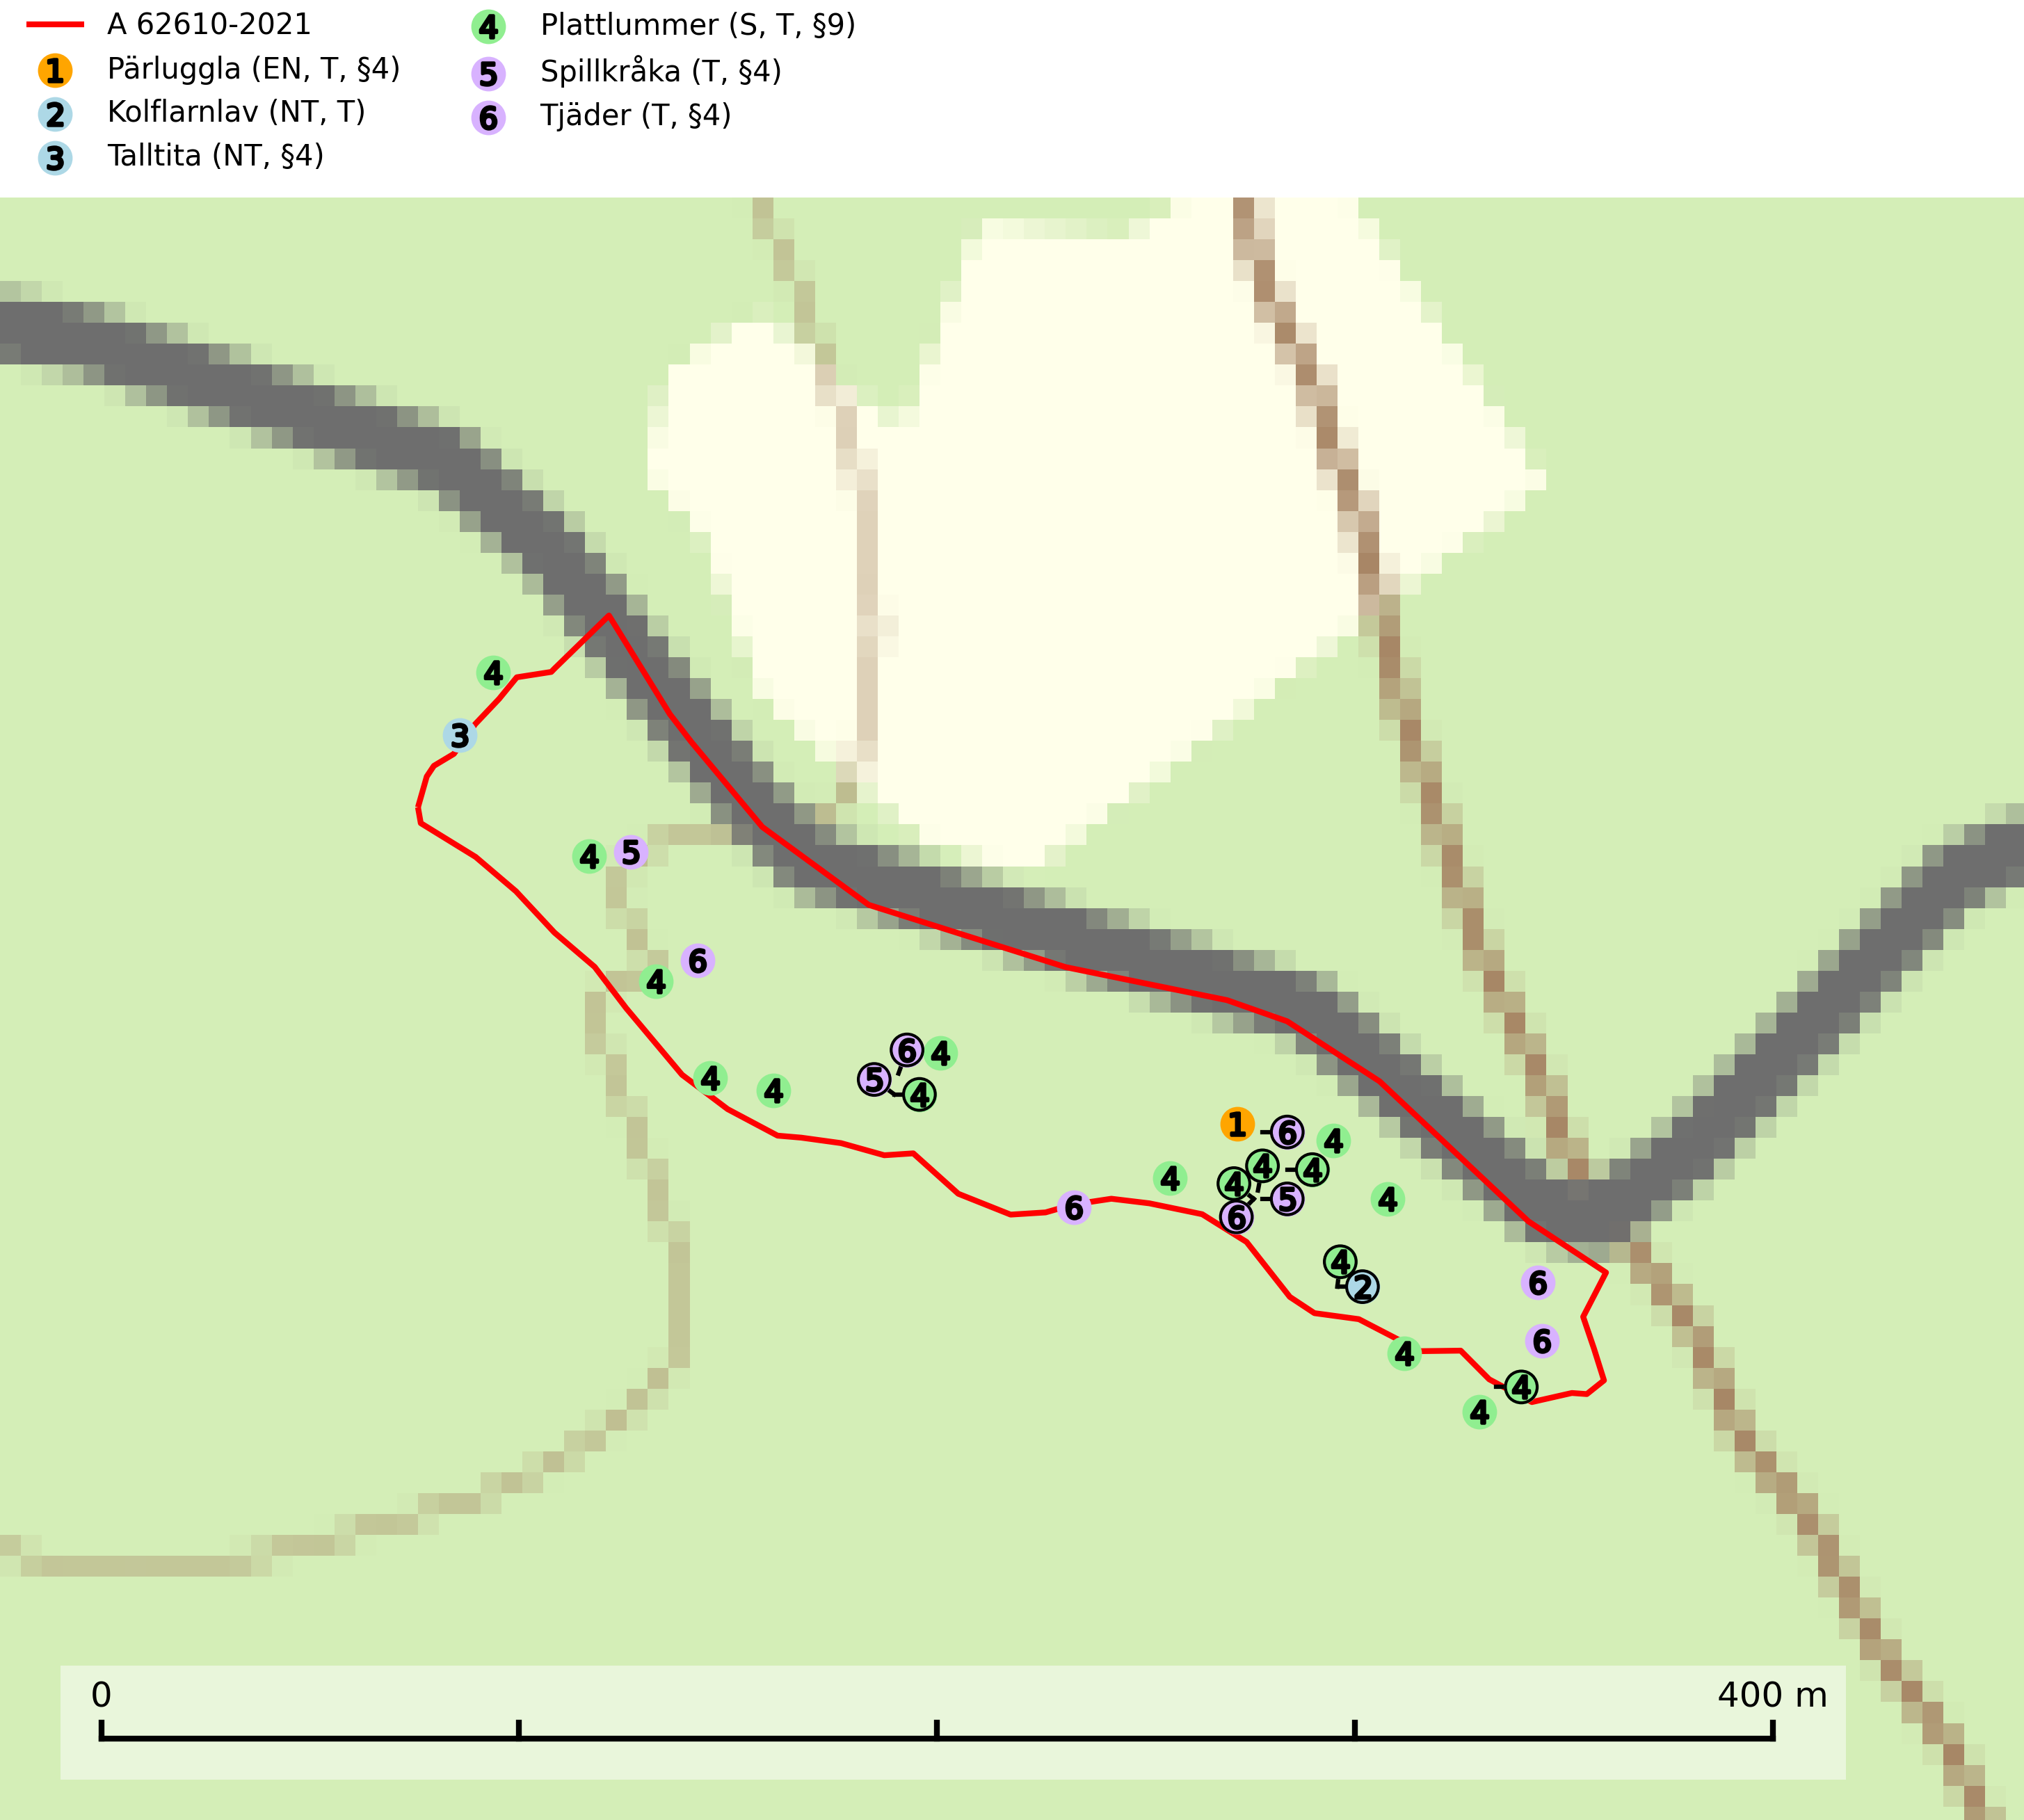 A 62610-2021
1 Pärluggla (EN, T, §4)
2 Kolflarnlav (NT, T)
3 Talltita (NT, §4)
4 Plattlummer (S, T, §9)
5 Spillkråka (T, §4)
6 Tjäder (T, §4)
4
3
4 5
6
4
6 4
4 4 5 4
1 6 4
4 4
4 4 5 4
6 6
4
2 6
6
4
4
4
0 400 m